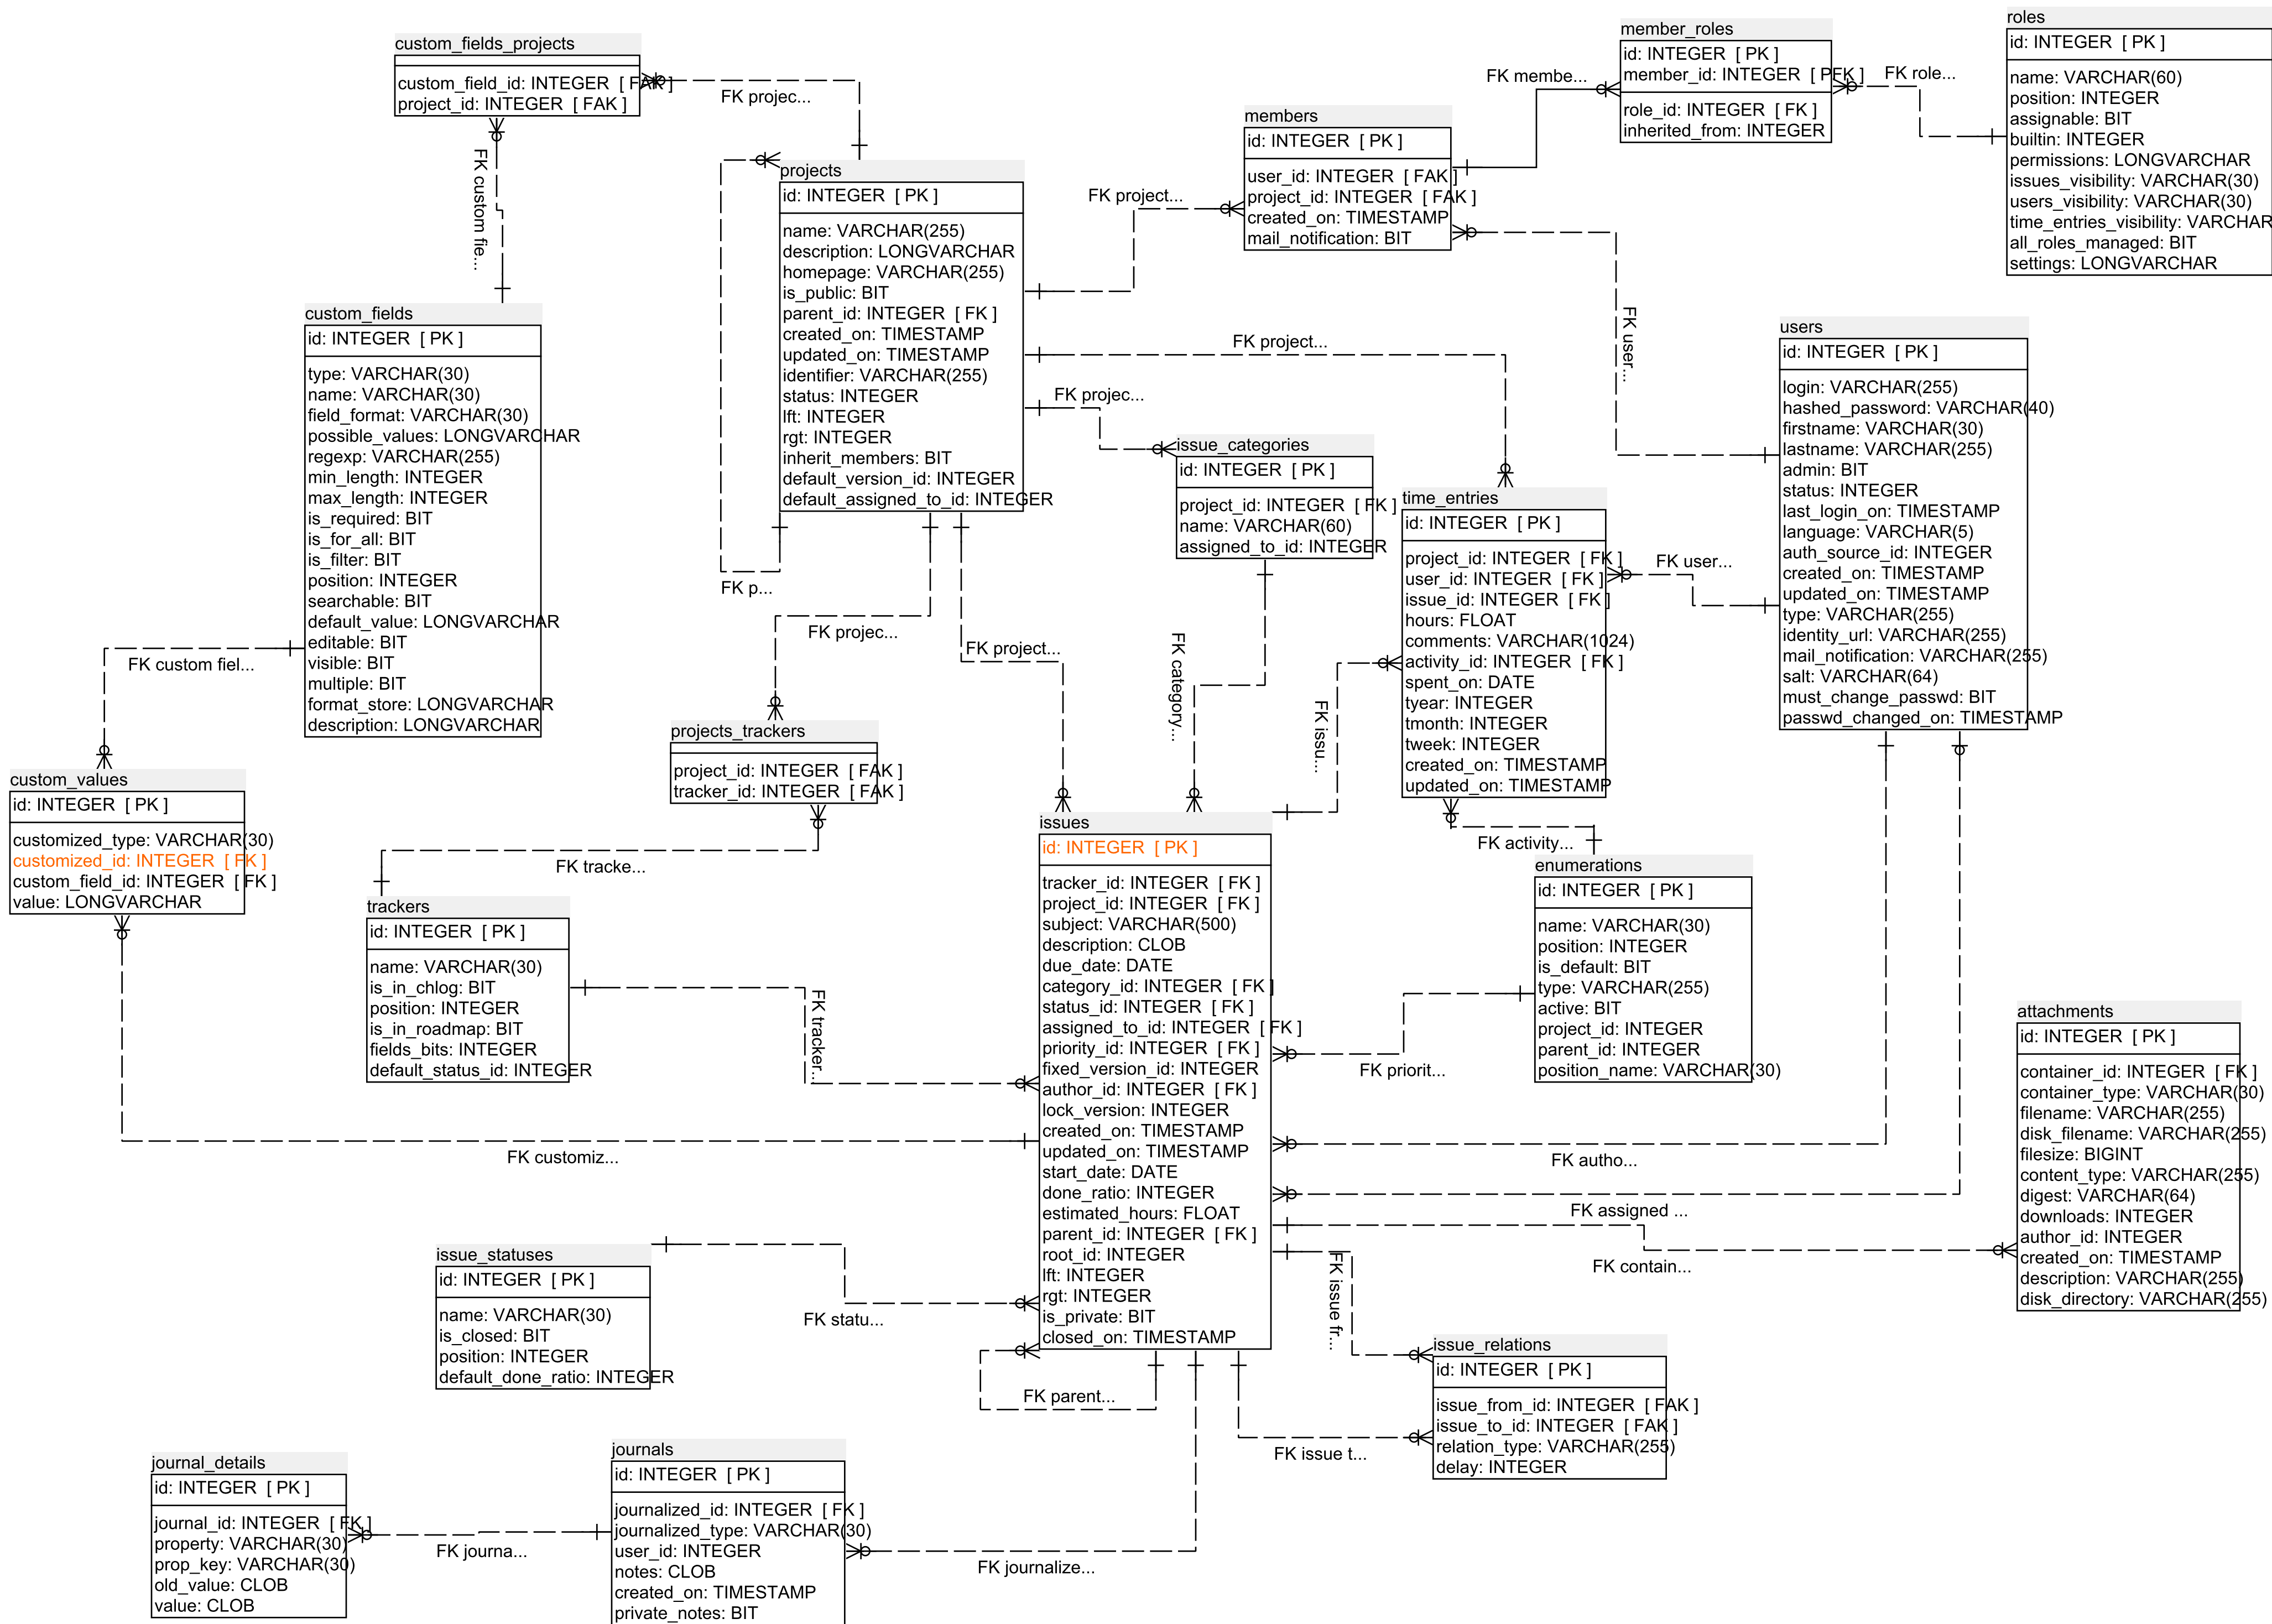 custom_fields_projects
custom_field_id: INTEGER [ FAK ]
project_id: INTEGER [ FAK ]
FK projec...
FK custom fie...
member_roles
id: INTEGER [ PK ]
member_id: INTEGER [ PFK ]
role_id: INTEGER [ FK ]
inherited_from: INTEGER
FK membe...
FK role...
roles
id: INTEGER [ PK ]
name: VARCHAR(60)
position: INTEGER
assignable: BIT
builtin: INTEGER
permissions: LONGVARCHAR
issues_visibility: VARCHAR(30)
users_visibility: VARCHAR(30)
time_entries_visibility: VARCHAR
all_roles_managed: BIT
settings: LONGVARCHAR
members
id: INTEGER [ PK ]
user_id: INTEGER [ FAK ]
project_id: INTEGER [ FAK ]
created_on: TIMESTAMP
mail_notification: BIT
FK project...
FK user...
projects
id: INTEGER [ PK ]
name: VARCHAR(255)
description: LONGVARCHAR
homepage: VARCHAR(255)
is_public: BIT
parent_id: INTEGER [ FK ]
created_on: TIMESTAMP
updated_on: TIMESTAMP
identifier: VARCHAR(255)
status: INTEGER
lft: INTEGER
rgt: INTEGER
inherit_members: BIT
default_version_id: INTEGER
default_assigned_to_id: INTEGER
FK p...
FK project...
FK projec...
FK projec...
FK project...
custom_fields
id: INTEGER [ PK ]
type: VARCHAR(30)
name: VARCHAR(30)
field_format: VARCHAR(30)
possible_values: LONGVARCHAR
regexp: VARCHAR(255)
min_length: INTEGER
max_length: INTEGER
is_required: BIT
is_for_all: BIT
is_filter: BIT
position: INTEGER
searchable: BIT
default_value: LONGVARCHAR
editable: BIT
visible: BIT
multiple: BIT
format_store: LONGVARCHAR
description: LONGVARCHAR
FK custom fiel...
users
id: INTEGER [ PK ]
login: VARCHAR(255)
hashed_password: VARCHAR(40)
firstname: VARCHAR(30)
lastname: VARCHAR(255)
admin: BIT
status: INTEGER
last_login_on: TIMESTAMP
language: VARCHAR(5)
auth_source_id: INTEGER
created_on: TIMESTAMP
updated_on: TIMESTAMP
type: VARCHAR(255)
identity_url: VARCHAR(255)
mail_notification: VARCHAR(255)
salt: VARCHAR(64)
must_change_passwd: BIT
passwd_changed_on: TIMESTAMP
issue_categories
id: INTEGER [ PK ]
project_id: INTEGER [ FK ]
name: VARCHAR(60)
assigned_to_id: INTEGER
FK category...
time_entries
id: INTEGER [ PK ]
project_id: INTEGER [ FK ]
user_id: INTEGER [ FK ]
issue_id: INTEGER [ FK ]
hours: FLOAT
comments: VARCHAR(1024)
activity_id: INTEGER [ FK ]
spent_on: DATE
tyear: INTEGER
tmonth: INTEGER
tweek: INTEGER
created_on: TIMESTAMP
updated_on: TIMESTAMP
FK user...
FK issu...
FK activity...
projects_trackers
project_id: INTEGER [ FAK ]
tracker_id: INTEGER [ FAK ]
FK tracke...
custom_values
id: INTEGER [ PK ]
customized_type: VARCHAR(30)
customized_id: INTEGER [ FK ]
custom_field_id: INTEGER [ FK ]
value: LONGVARCHAR
FK customiz...
trackers
id: INTEGER [ PK ]
name: VARCHAR(30)
is_in_chlog: BIT
position: INTEGER
is_in_roadmap: BIT
fields_bits: INTEGER
default_status_id: INTEGER
FK tracker...
issues
id: INTEGER [ PK ]
tracker_id: INTEGER [ FK ]
project_id: INTEGER [ FK ]
subject: VARCHAR(500)
description: CLOB
due_date: DATE
category_id: INTEGER [ FK ]
status_id: INTEGER [ FK ]
assigned_to_id: INTEGER [ FK ]
priority_id: INTEGER [ FK ]
fixed_version_id: INTEGER
author_id: INTEGER [ FK ]
lock_version: INTEGER
created_on: TIMESTAMP
updated_on: TIMESTAMP
start_date: DATE
done_ratio: INTEGER
estimated_hours: FLOAT
parent_id: INTEGER [ FK ]
root_id: INTEGER
lft: INTEGER
rgt: INTEGER
is_private: BIT
closed_on: TIMESTAMP
enumerations
id: INTEGER [ PK ]
name: VARCHAR(30)
position: INTEGER
is_default: BIT
type: VARCHAR(255)
active: BIT
project_id: INTEGER
parent_id: INTEGER
position_name: VARCHAR(30)
FK priorit...
FK autho...
FK assigned ...
FK contain...
attachments
id: INTEGER [ PK ]
container_id: INTEGER [ FK ]
container_type: VARCHAR(30)
filename: VARCHAR(255)
disk_filename: VARCHAR(255)
filesize: BIGINT
content_type: VARCHAR(255)
digest: VARCHAR(64)
downloads: INTEGER
author_id: INTEGER
created_on: TIMESTAMP
description: VARCHAR(255)
disk_directory: VARCHAR(255)
issue_statuses
id: INTEGER [ PK ]
name: VARCHAR(30)
is_closed: BIT
position: INTEGER
default_done_ratio: INTEGER
FK statu...
FK parent...
FK issue fr...
FK issue t...
issue_relations
id: INTEGER [ PK ]
issue_from_id: INTEGER [ FAK ]
issue_to_id: INTEGER [ FAK ]
relation_type: VARCHAR(255)
delay: INTEGER
journal_details
id: INTEGER [ PK ]
journal_id: INTEGER [ FK ]
property: VARCHAR(30)
prop_key: VARCHAR(30)
old_value: CLOB
value: CLOB
FK journa...
journals
id: INTEGER [ PK ]
journalized_id: INTEGER [ FK ]
journalized_type: VARCHAR(30)
user_id: INTEGER
notes: CLOB
created_on: TIMESTAMP
private_notes: BIT
FK journalize...